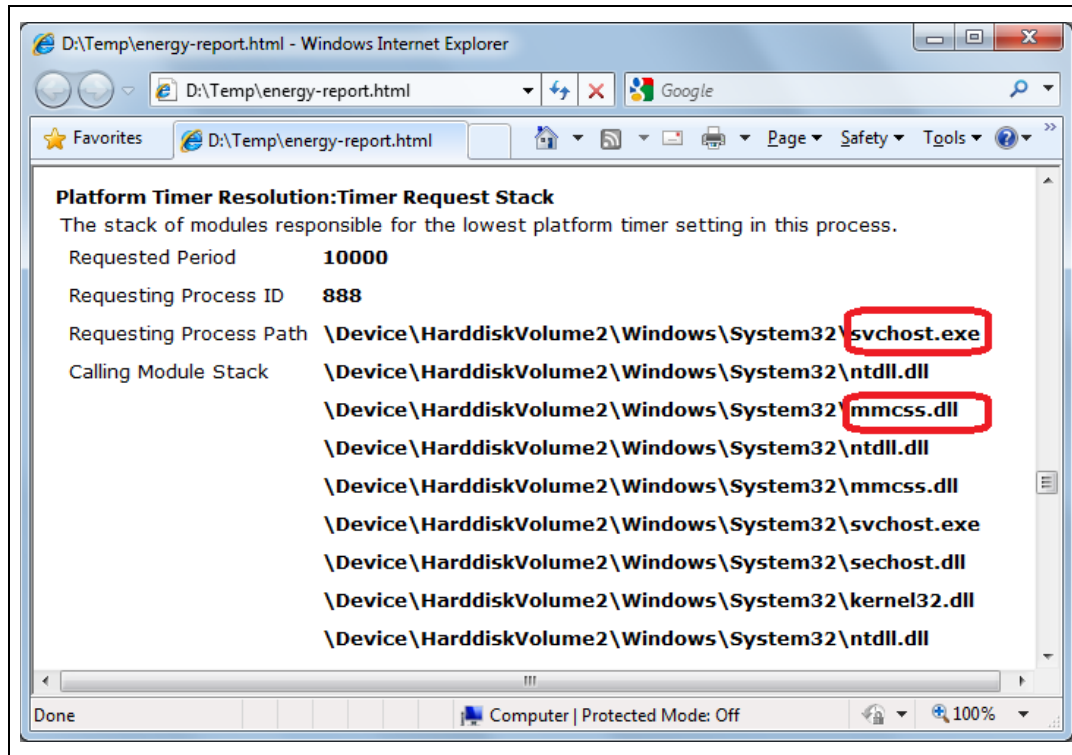 D:\Temp\energy-report.html - Windows Internet Explorer
D:\Temp\energy-report.html Google
Favorites D:\Temp\energy-report.html Page Safety Tools »
Platform Timer Resolution:Timer Request Stack
The stack of modules responsible for the lowest platform timer setting in this process.
Requested Period 10000
Requesting Process ID 888
Requesting Process Path \Device\HarddiskVolume2\Windows\System32\svchost.exe
Calling Module Stack \Device\HarddiskVolume2\Windows\System32\ntdll.dll
\Device\HarddiskVolume2\Windows\System32\mmcss.dll
\Device\HarddiskVolume2\Windows\System32\ntdll.dll
\Device\HarddiskVolume2\Windows\System32\mmcss.dll
\Device\HarddiskVolume2\Windows\System32\svchost.exe
\Device\HarddiskVolume2\Windows\System32\sechost.dll
\Device\HarddiskVolume2\Windows\System32\kernel32.dll
\Device\HarddiskVolume2\Windows\System32\ntdll.dll
Done Computer | Protected Mode: Off 100%